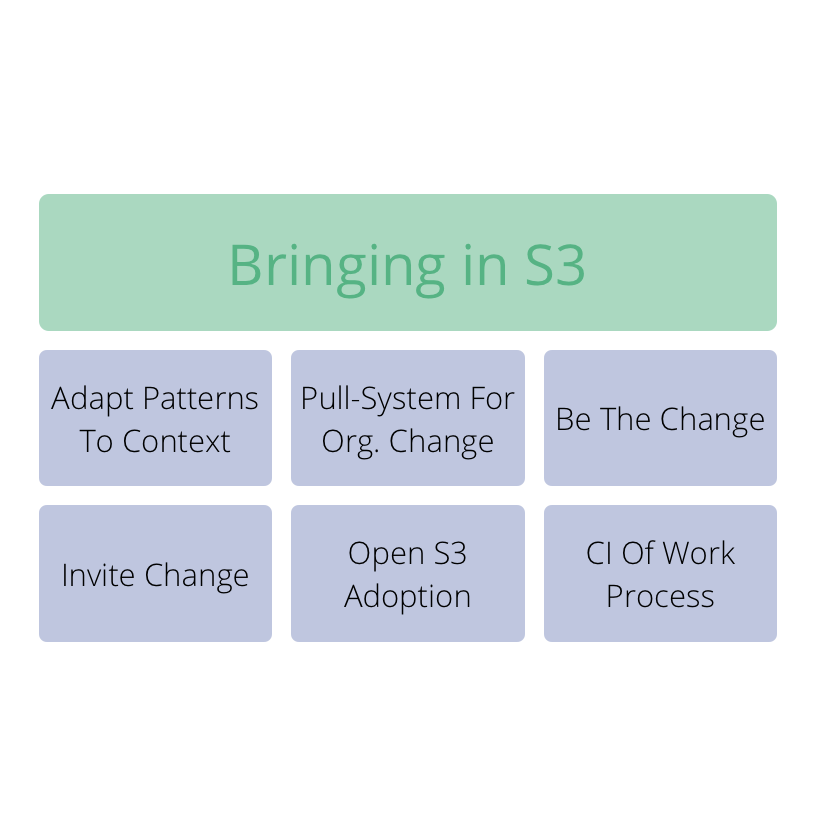 Bringing in S3
Adapt Patterns
To Context
Pull-System For
Org. Change
Be The Change
Invite Change
Open S3
Adoption
CI Of Work
Process